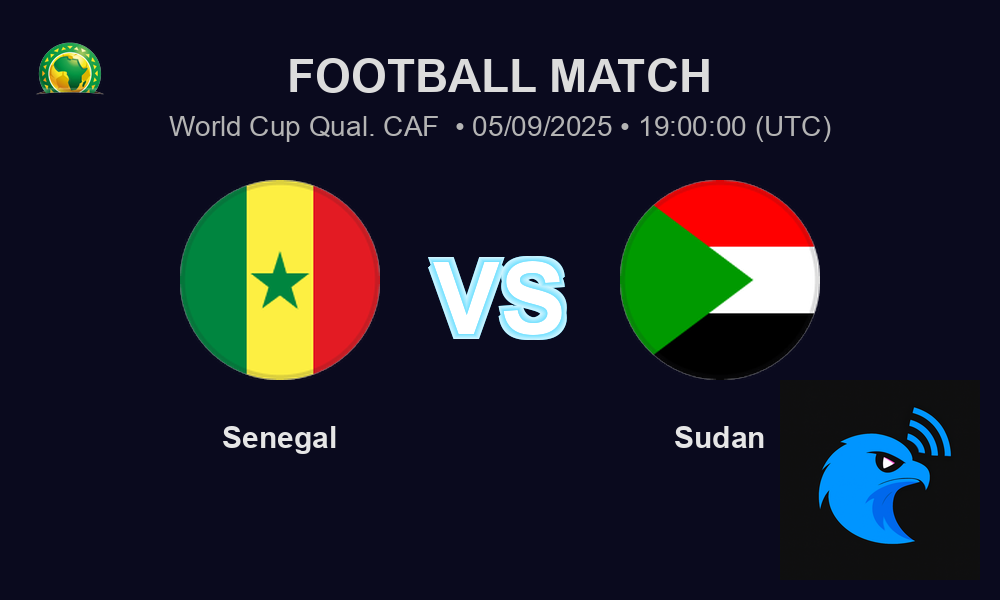 FOOTBALL MATCH
World Cup Qual. CAF • 05/09/2025 • 19:00:00 (UTC)
VS
Senegal
Sudan